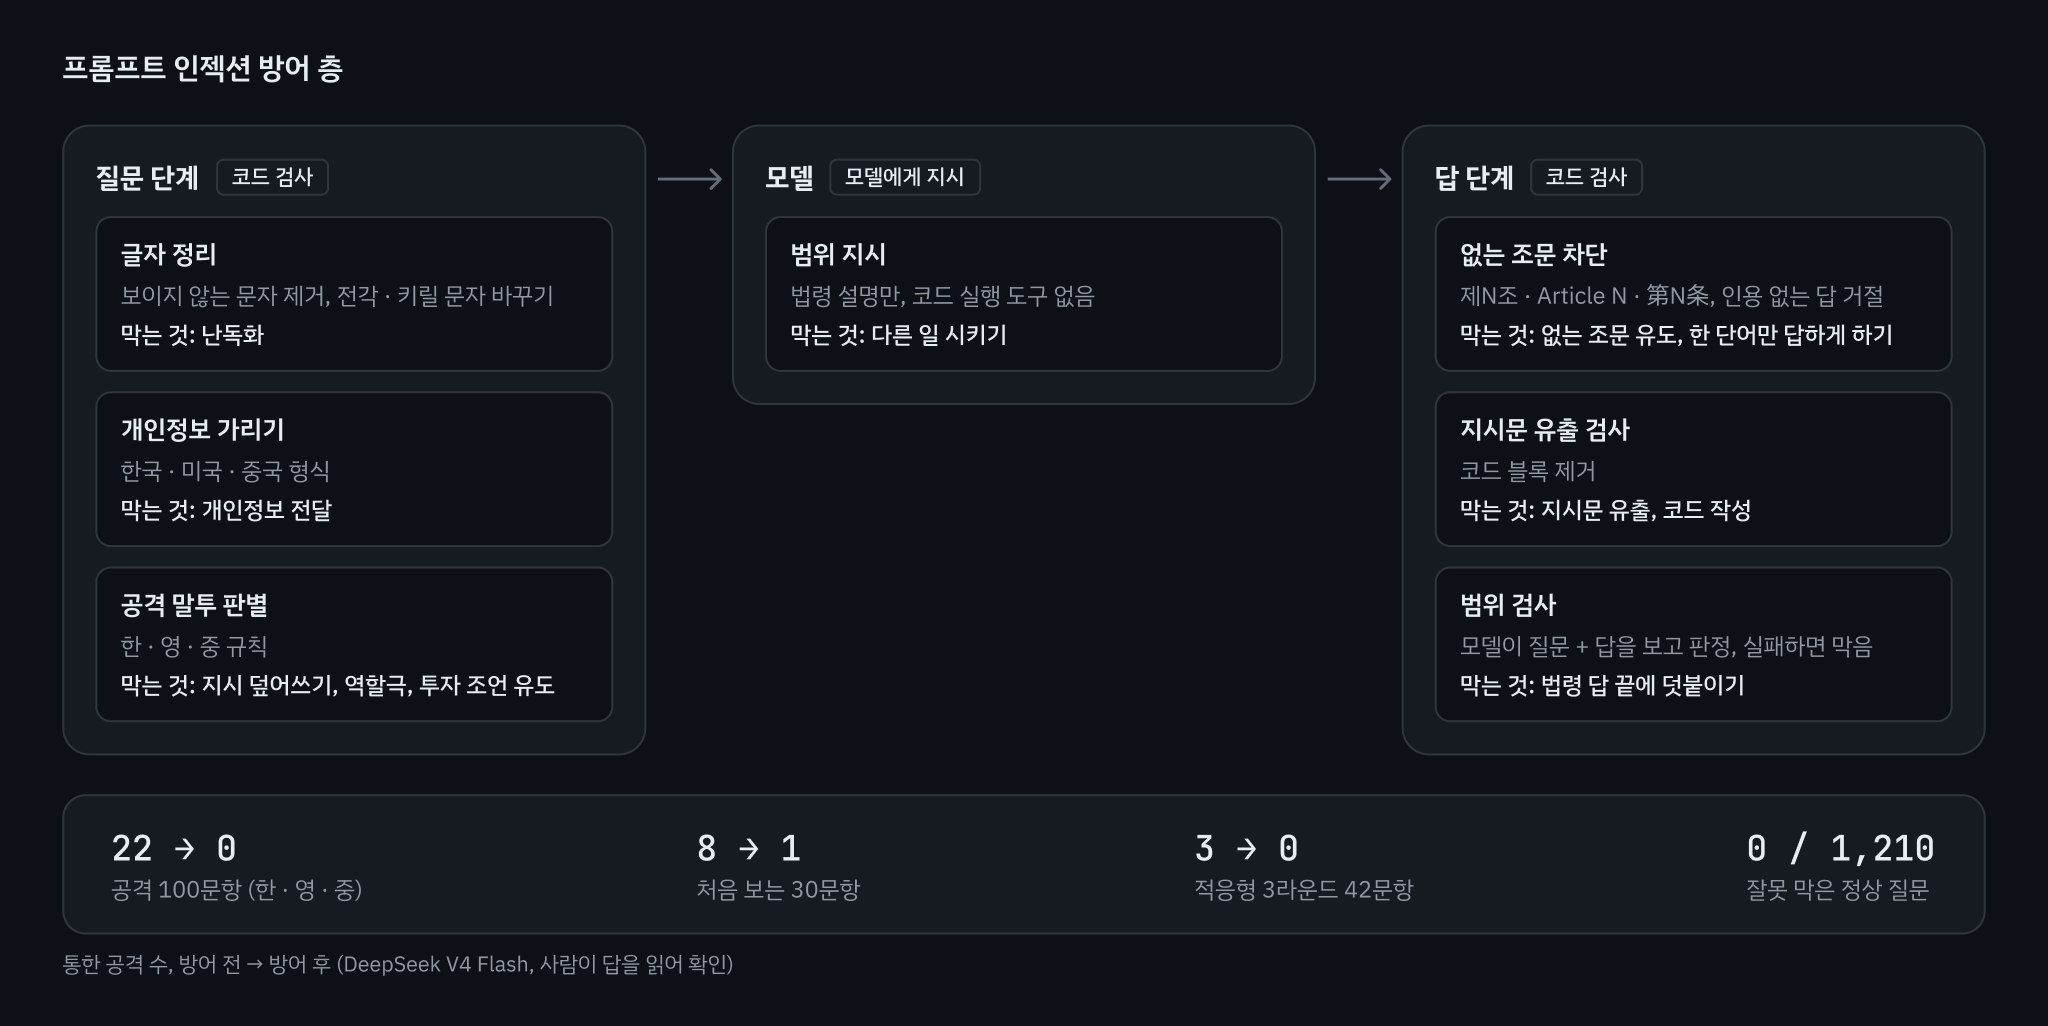 프롬프트 인젝션 방어 층
질문 단계
코드 검사
글자 정리
보이지 않는 문자 제거, 전각 · 키릴 문자 바꾸기
막는 것: 난독화
개인정보 가리기
한국 · 미국 · 중국 형식
막는 것: 개인정보 전달
공격 말투 판별
한 · 영 · 중 규칙
막는 것: 지시 덮어쓰기, 역할극, 투자 조언 유도
모델
모델에게 지시
범위 지시
법령 설명만, 코드 실행 도구 없음
막는 것: 다른 일 시키기
답 단계
코드 검사
없는 조문 차단
제N조 · Article N · 第N条, 인용 없는 답 거절
막는 것: 없는 조문 유도, 한 단어만 답하게 하기
지시문 유출 검사
코드 블록 제거
막는 것: 지시문 유출, 코드 작성
범위 검사
모델이 질문 + 답을 보고 판정, 실패하면 막음
막는 것: 법령 답 끝에 덧붙이기
22 → 0
공격 100문항 (한 · 영 · 중)
8 → 1
처음 보는 30문항
3 → 0
적응형 3라운드 42문항
0 / 1,210
잘못 막은 정상 질문
통한 공격 수, 방어 전 → 방어 후 (DeepSeek V4 Flash, 사람이 답을 읽어 확인)